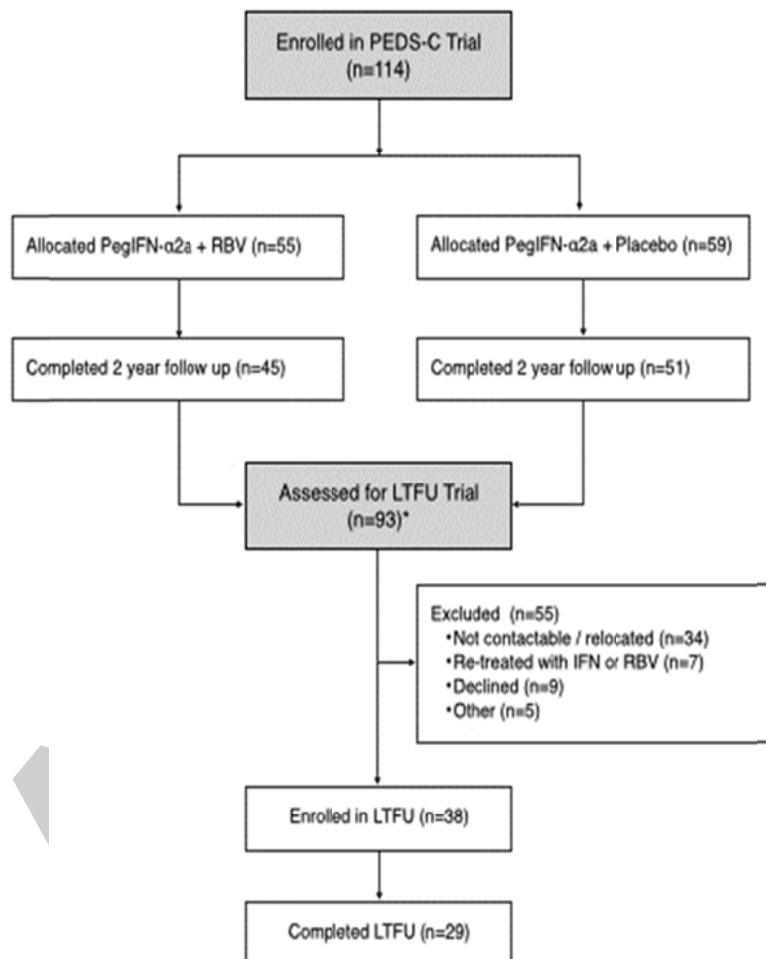 Enrolled in PEDS-C Trial
(n=114)
Allocated PegIFN-α2a + RBV (n=55)
Allocated PegIFN-α2a + Placebo (n=59)
Completed 2 year follow up (n=45)
Completed 2 year follow up (n=51)
Assessed for LTFU Trial
(n=93)*
Excluded (n=55)
•Not contactable / relocated (n=34)
•Re-treated with IFN or RBV (n=7)
•Declined (n=9)
•Other (n=5)
Enrolled in LTFU (n=38)
Completed LTFU (n=29)